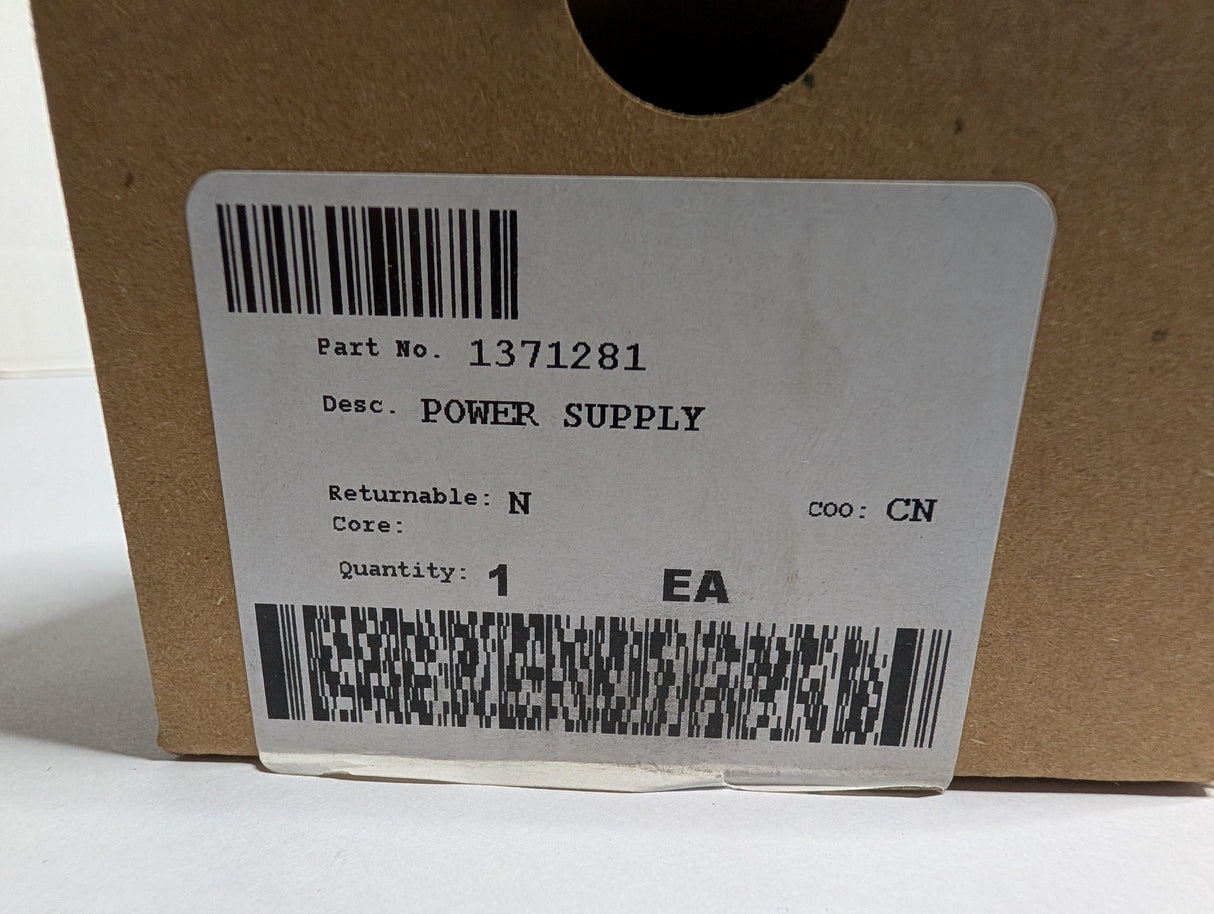 Part No. 1371281
Desc. POWER SUPPLY
Returnable: N
COO: CN
Core:
Quantity: 1 EA